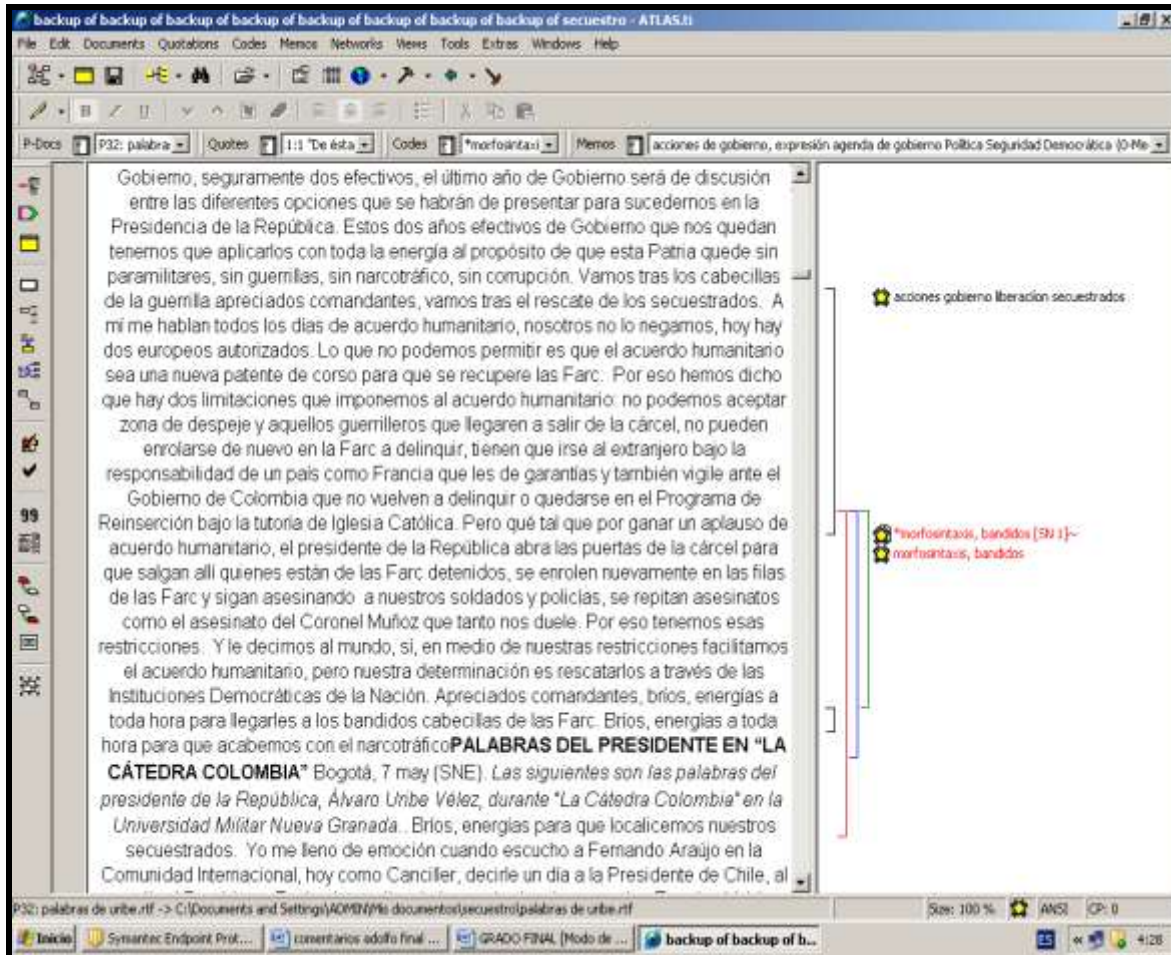 backup of backup of backup of backup of backup of backup of backup of backup of secuestro - ATLAS.ti
File Edit Documents Quotations Codes Memos Networks Views Tools Extras Windows Help
P-Docs P32: palabra Quotes 1:1 "De ésta Codes *morfosintaxi Memos acciones de gobierno, expresión agenda de gobierno Política Seguridad Democrática (0-Me
Gobierno, seguramente dos efectivos, el último año de Gobierno será de discusión
entre las diferentes opciones que se habrán de presentar para sucedernos en la
Presidencia de la República. Estos dos años efectivos de Gobierno que nos quedan
tenemos que aplicarlos con toda la energía al propósito de que esta Patria quede sin
paramilitares, sin guerrillas, sin narcotráfico, sin corrupción. Vamos tras los cabecillas
de la guerrilla apreciados comandantes, vamos tras el rescate de los secuestrados. A
mí me hablan todos los días de acuerdo humanitario, nosotros no lo negamos, hoy hay
dos europeos autorizados. Lo que no podemos permitir es que el acuerdo humanitario
sea una nueva patente de corso para que se recupere las Farc. Por eso hemos dicho
que hay dos limitaciones que imponemos al acuerdo humanitario: no podemos aceptar
zona de despeje y aquellos guerrilleros que llegaren a salir de la cárcel, no pueden
enrolarse de nuevo en la Farc a delinquir, tienen que irse al extranjero bajo la
responsabilidad de un país como Francia que les de garantías y también vigile ante el
Gobierno de Colombia que no vuelven a delinquir o quedarse en el Programa de
Reinserción bajo la tutoría de Iglesia Católica. Pero qué tal que por ganar un aplauso de
acuerdo humanitario, el presidente de la República abra las puertas de la cárcel para
que salgan allí quienes están de las Farc detenidos, se enrolen nuevamente en las filas
de las Farc y sigan asesinando a nuestros soldados y policías, se repitan asesinatos
como el asesinato del Coronel Muñoz que tanto nos duele. Por eso tenemos esas
restricciones. Y le decimos al mundo, sí, en medio de nuestras restricciones facilitamos
el acuerdo humanitario, pero nuestra determinación es rescatarlos a través de las
Instituciones Democráticas de la Nación. Apreciados comandantes, bríos, energías a
toda hora para llegarles a los bandidos cabecillas de las Farc. Bríos, energías a toda
hora para que acabemos con el narcotráficoPALABRAS DEL PRESIDENTE EN "LA
CÁTEDRA COLOMBIA" Bogotá, 7 may (SNE). Las siguientes son las palabras del
presidente de la República, Álvaro Uribe Vélez, durante "La Cátedra Colombia" en la
Universidad Militar Nueva Granada.. Bríos, energías para que localicemos nuestros
secuestrados. Yo me lleno de emoción cuando escucho a Fernando Araújo en la
Comunidad Internacional, hoy como Canciller, decirle un día a la Presidente de Chile, al
acciones gobierno liberación secuestrados
*morfosintaxis, bandidos [SN 1]~
morfosintaxis, bandidos
P32: palabras de uribe.rtf -> C:\Documents and Settings\ADMIN\Mis documentos\secuestro\palabras de uribe.rtf Size: 100 % ANSI CP: 0
Inicio Symantec Endpoint Prot... comentarios adolfo final ... GRADO FINAL [Modo de ... backup of backup of b... ES « 4:28